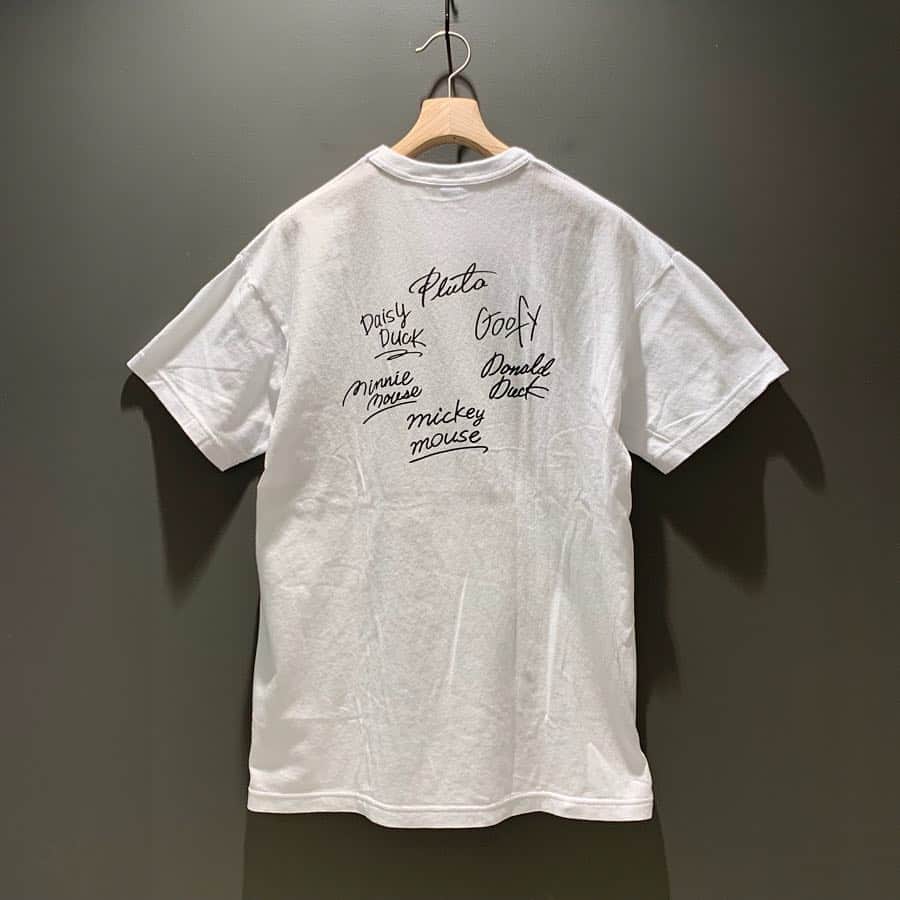 Pluto
Daisy
Duck
Goofy
minnie
mouse
Donald
Duck
mickey
mouse